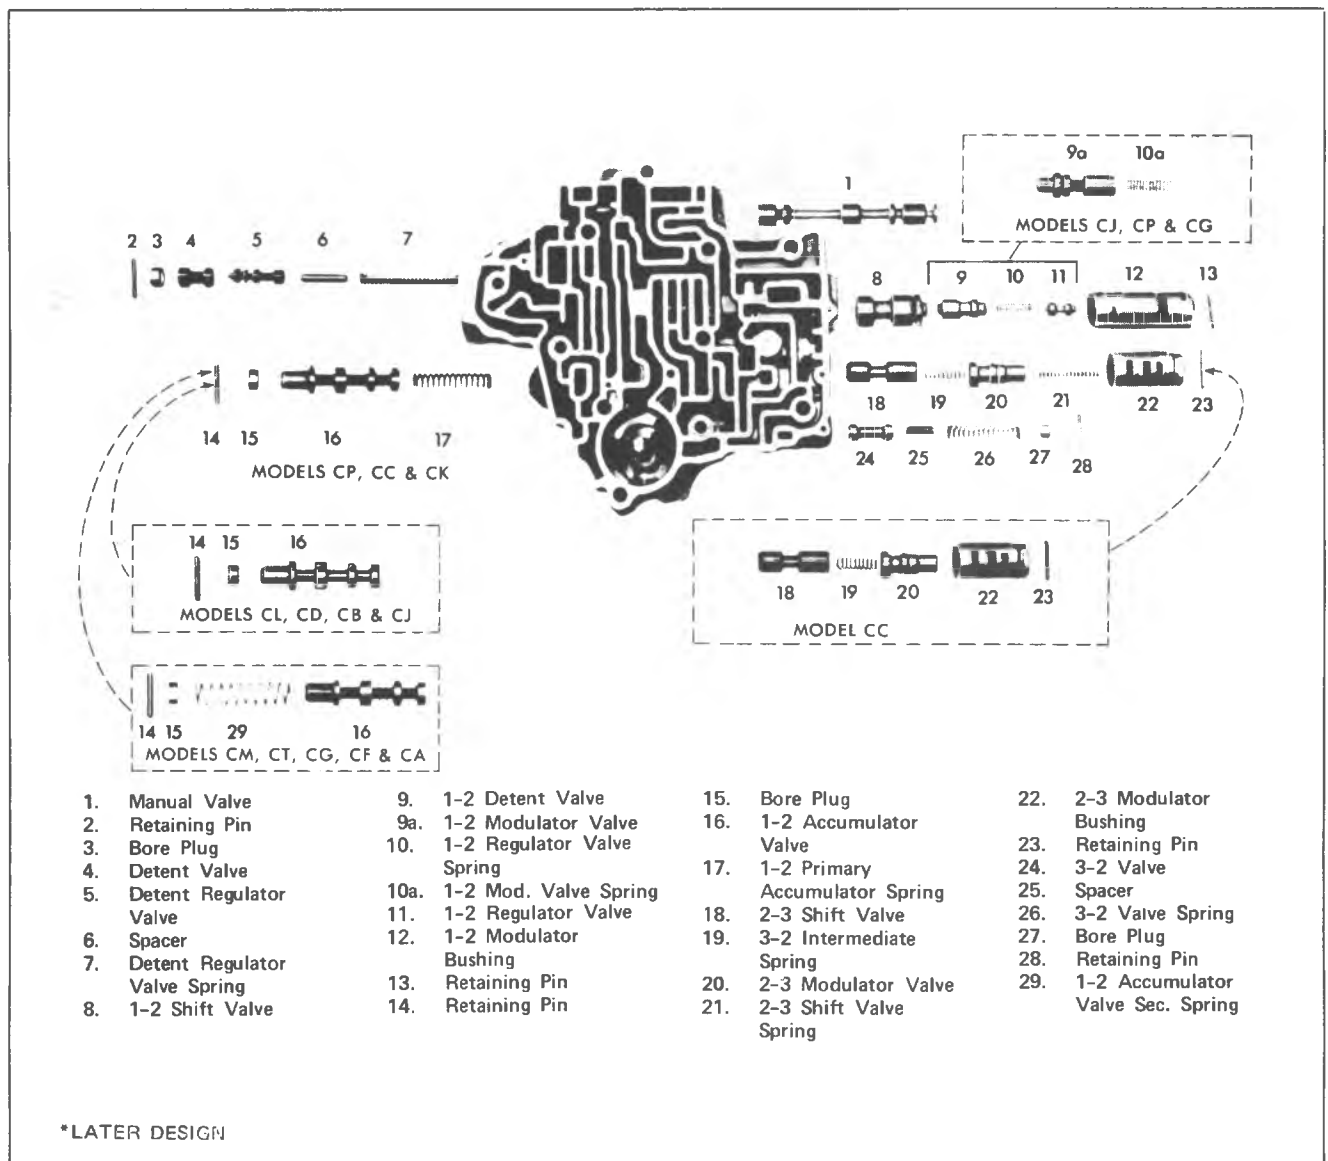 9a 10a
MODELS CJ, CP & CG
1
2 3 4 5 6 7
8 9 10 11 12 13
14 15 16 17
MODELS CP, CC & CK
18 19 20 21 22 23
24 25 26 27 28
14 15 16
MODELS CL, CD, CB & CJ
18 19 20 22 23
MODEL CC
14 15 29 16
MODELS CM, CT, CG, CF & CA
1. Manual Valve
2. Retaining Pin
3. Bore Plug
4. Detent Valve
5. Detent Regulator
Valve
6. Spacer
7. Detent Regulator
Valve Spring
8. 1-2 Shift Valve
9. 1-2 Detent Valve
9a. 1-2 Modulator Valve
10. 1-2 Regulator Valve
Spring
10a. 1-2 Mod. Valve Spring
11. 1-2 Regulator Valve
12. 1-2 Modulator
Bushing
13. Retaining Pin
14. Retaining Pin
15. Bore Plug
16. 1-2 Accumulator
Valve
17. 1-2 Primary
Accumulator Spring
18. 2-3 Shift Valve
19. 3-2 Intermediate
Spring
20. 2-3 Modulator Valve
21. 2-3 Shift Valve
Spring
22. 2-3 Modulator
Bushing
23. Retaining Pin
24. 3-2 Valve
25. Spacer
26. 3-2 Valve Spring
27. Bore Plug
28. Retaining Pin
29. 1-2 Accumulator
Valve Sec. Spring
*LATER DESIGN